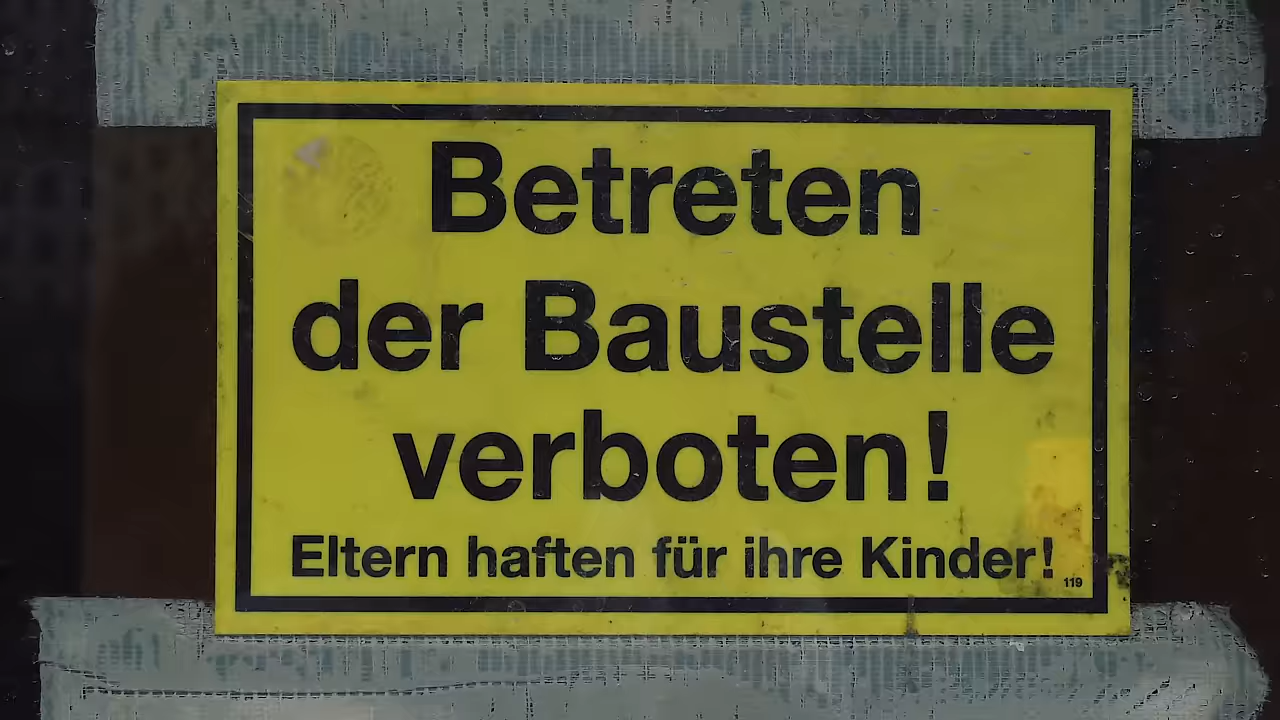 Betreten
der Baustelle
verboten!
Eltern haften für ihre Kinder!
119